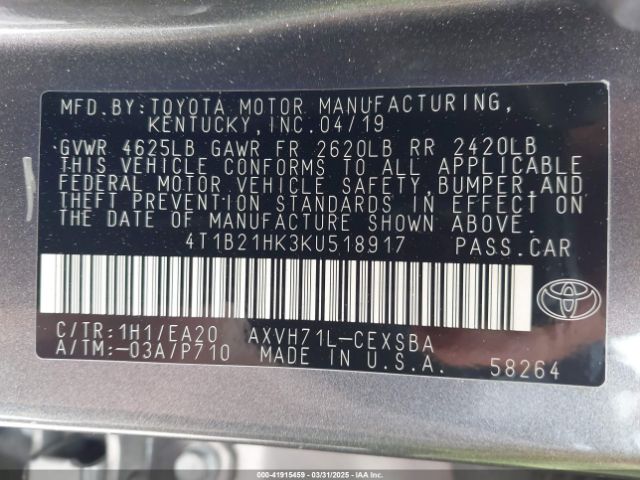 MFD. BY: TOYOTA MOTOR MANUFACTURING,
KENTUCKY, INC. 04/19
GVWR 4625LB GAWR FR 2620LB RR 2420LB
THIS VEHICLE CONFORMS TO ALL APPLICABLE
FEDERAL MOTOR VEHICLE SAFETY, BUMPER, AND
THEFT PREVENTION STANDARDS IN EFFECT ON
THE DATE OF MANUFACTURE SHOWN ABOVE.
4T1B21HK3KU518917 PASS. CAR
C/TR: 1H1/EA20 AXVH71L-CEXSBA
A/TM: -03A/P710 MADE IN U.S.A. 58264
000-41915459 - 03/31/2025 - IAA Inc.